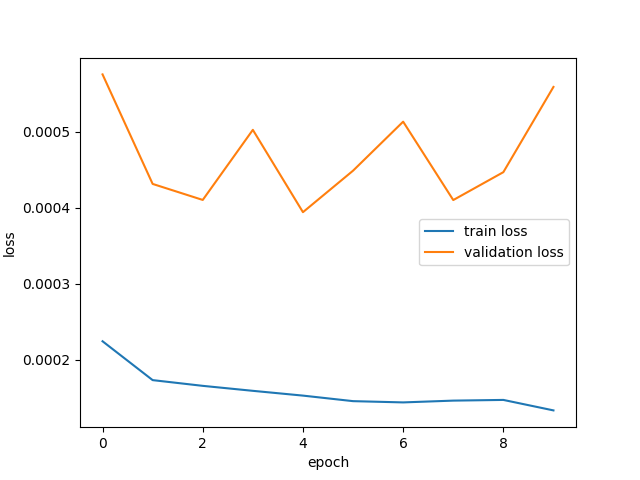 0.0005
0.0004
0.0003
0.0002
loss
train loss
validation loss
0 2 4 6 8
epoch